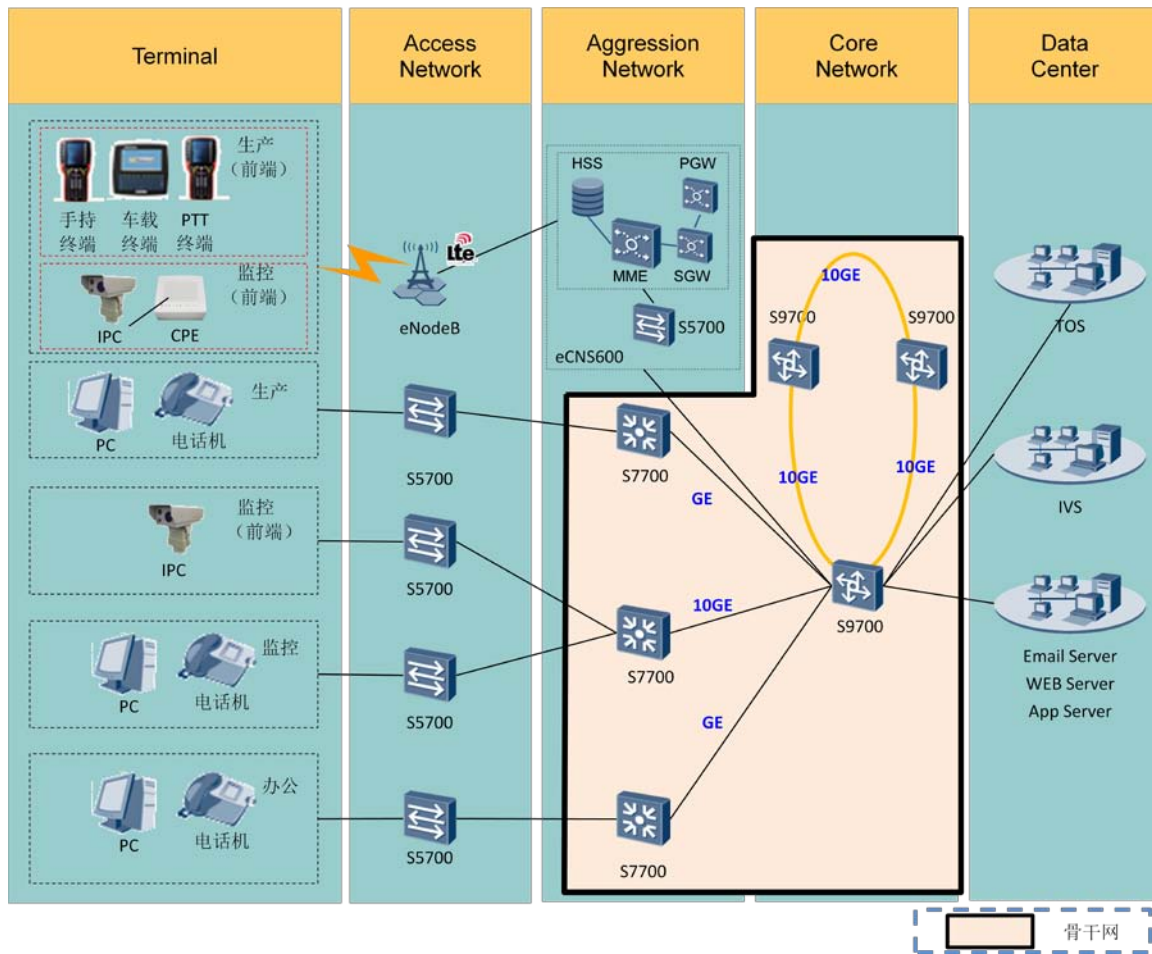 Terminal
Access
Network
Aggression
Network
Core
Network
Data
Center
生产
（前端）
手持
终端
车载
终端
PTT
终端
监控
（前端）
IPC
CPE
Lte
eNodeB
HSS
PGW
MME
SGW
S5700
eCNS600
10GE
S9700
S9700
10GE
10GE
S9700
TOS
IVS
Email Server
WEB Server
App Server
生产
PC
电话机
S5700
S7700
GE
监控
（前端）
IPC
S5700
10GE
S7700
监控
PC
电话机
S5700
GE
办公
PC
电话机
S5700
S7700
骨干网